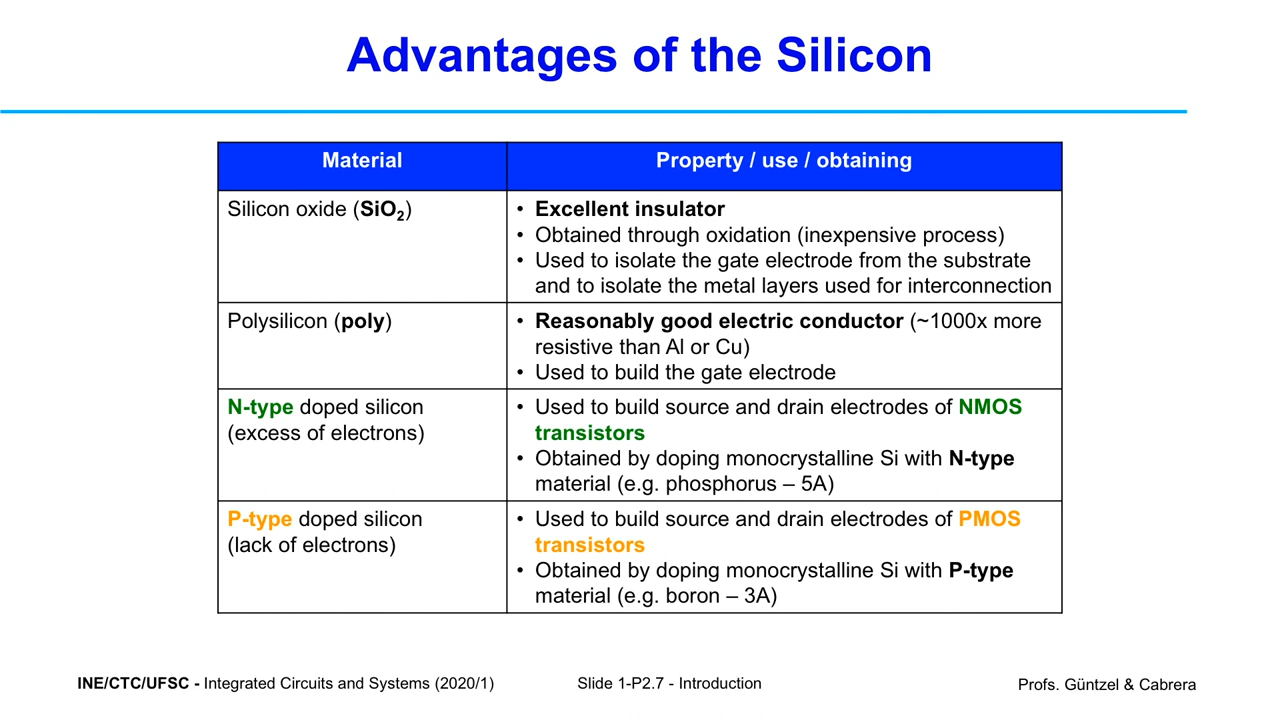 Advantages of the Silicon
Material
Property / use / obtaining
Silicon oxide (SiO₂)
• Excellent insulator
• Obtained through oxidation (inexpensive process)
• Used to isolate the gate electrode from the substrate
and to isolate the metal layers used for interconnection
Polysilicon (poly)
• Reasonably good electric conductor (~1000x more
resistive than Al or Cu)
• Used to build the gate electrode
N-type doped silicon
(excess of electrons)
• Used to build source and drain electrodes of NMOS
transistors
• Obtained by doping monocrystalline Si with N-type
material (e.g. phosphorus – 5A)
P-type doped silicon
(lack of electrons)
• Used to build source and drain electrodes of PMOS
transistors
• Obtained by doping monocrystalline Si with P-type
material (e.g. boron – 3A)
INE/CTC/UFSC - Integrated Circuits and Systems (2020/1)
Slide 1-P2.7 - Introduction
Profs. Güntzel & Cabrera